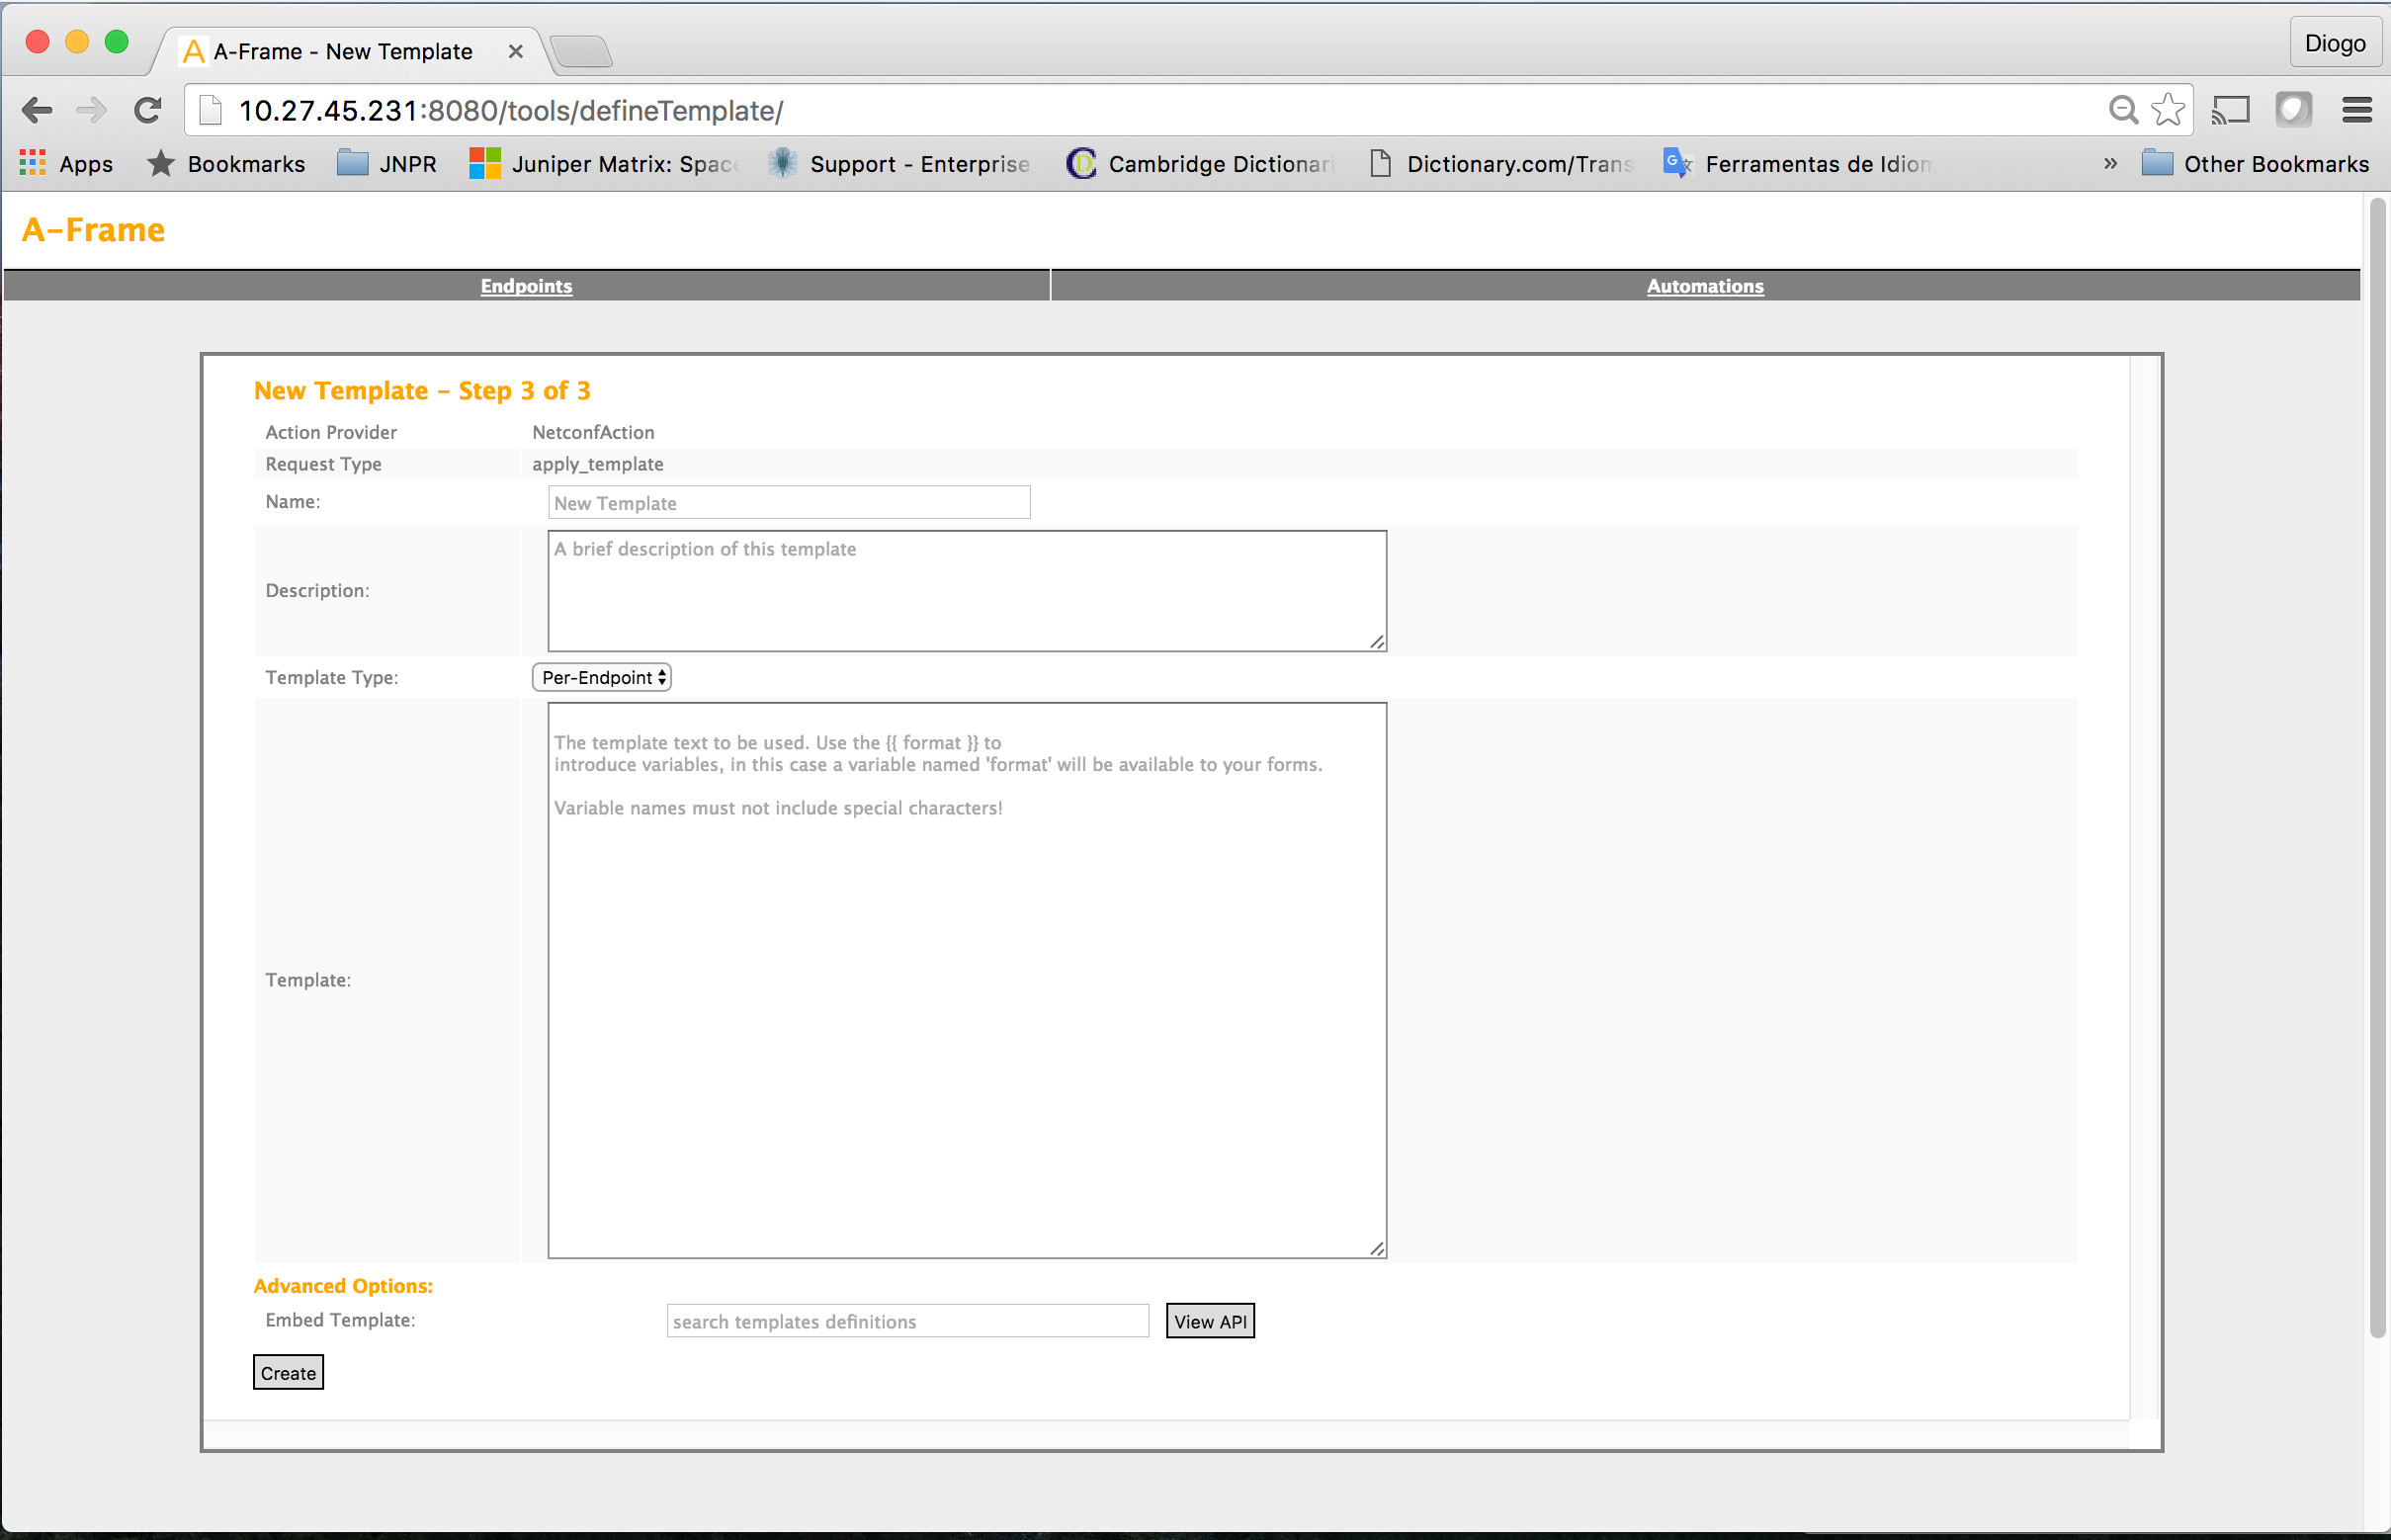 A-Frame - New Template
Diogo
10.27.45.231:8080/tools/defineTemplate/
Apps Bookmarks JNPR Juniper Matrix: Space Support - Enterprise Cambridge Dictionari Dictionary.com/Trans Ferramentas de Idiom » Other Bookmarks
A-Frame
Endpoints Automations
New Template - Step 3 of 3
Action Provider NetconfAction
Request Type apply_template
Name: New Template
Description: A brief description of this template
Template Type: Per-Endpoint
Template:
The template text to be used. Use the {{ format }} to
introduce variables, in this case a variable named 'format' will be available to your forms.
Variable names must not include special characters!
Advanced Options:
Embed Template: search templates definitions View API
Create